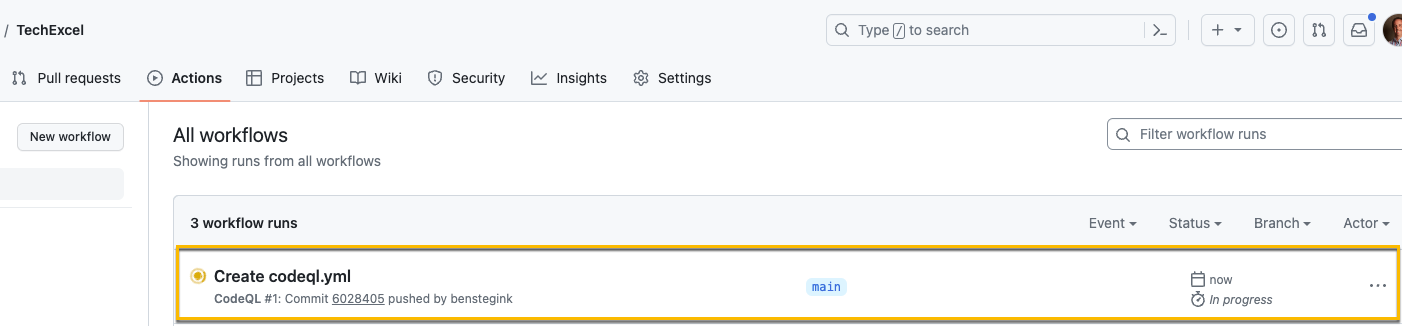 / TechExcel
Type / to search
Pull requests Actions Projects Wiki Security Insights Settings
New workflow
All workflows
Filter workflow runs
Showing runs from all workflows
3 workflow runs Event Status Branch Actor
Create codeql.yml
CodeQL #1: Commit 6028405 pushed by benstegink
main
now
In progress